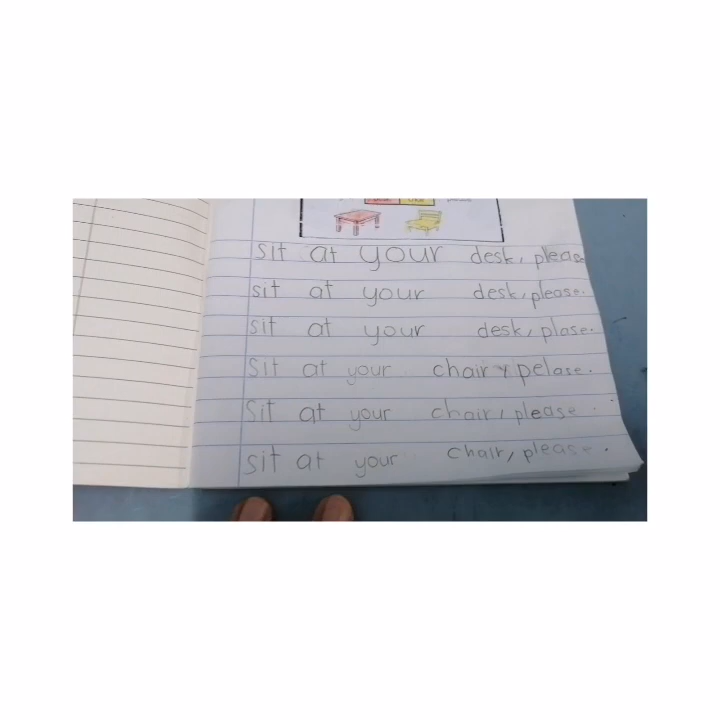 sit at your desk, please
sit at your desk, please.
sit at your desk, plase.
Sit at your chair, pelase.
Sit at your chair, please.
sit at your chair, please.